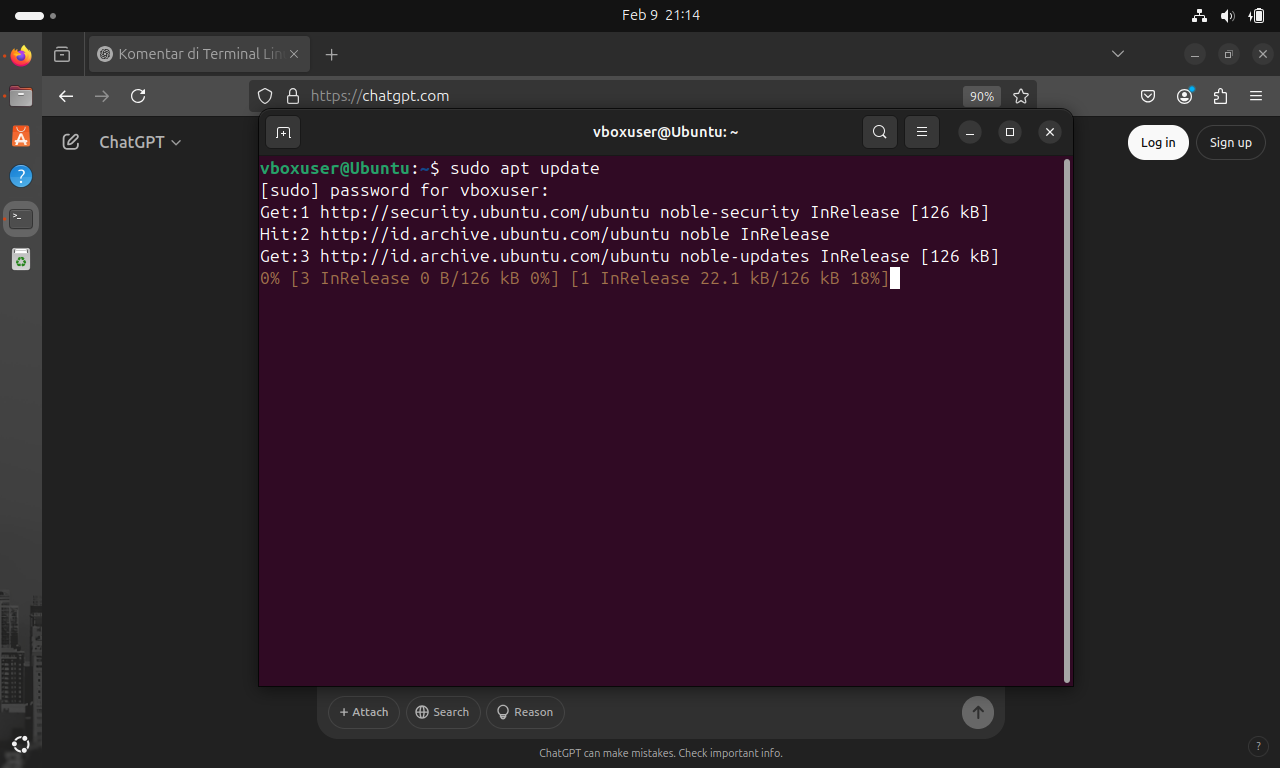 Feb 9 21:14
Komentar di Terminal Lin
https://chatgpt.com
90%
ChatGPT
Log in
Sign up
vboxuser@Ubuntu: ~
vboxuser@Ubuntu:~$ sudo apt update
[sudo] password for vboxuser:
Get:1 http://security.ubuntu.com/ubuntu noble-security InRelease [126 kB]
Hit:2 http://id.archive.ubuntu.com/ubuntu noble InRelease
Get:3 http://id.archive.ubuntu.com/ubuntu noble-updates InRelease [126 kB]
0% [3 InRelease 0 B/126 kB 0%] [1 InRelease 22.1 kB/126 kB 18%]
+ Attach
Search
Reason
ChatGPT can make mistakes. Check important info.
?